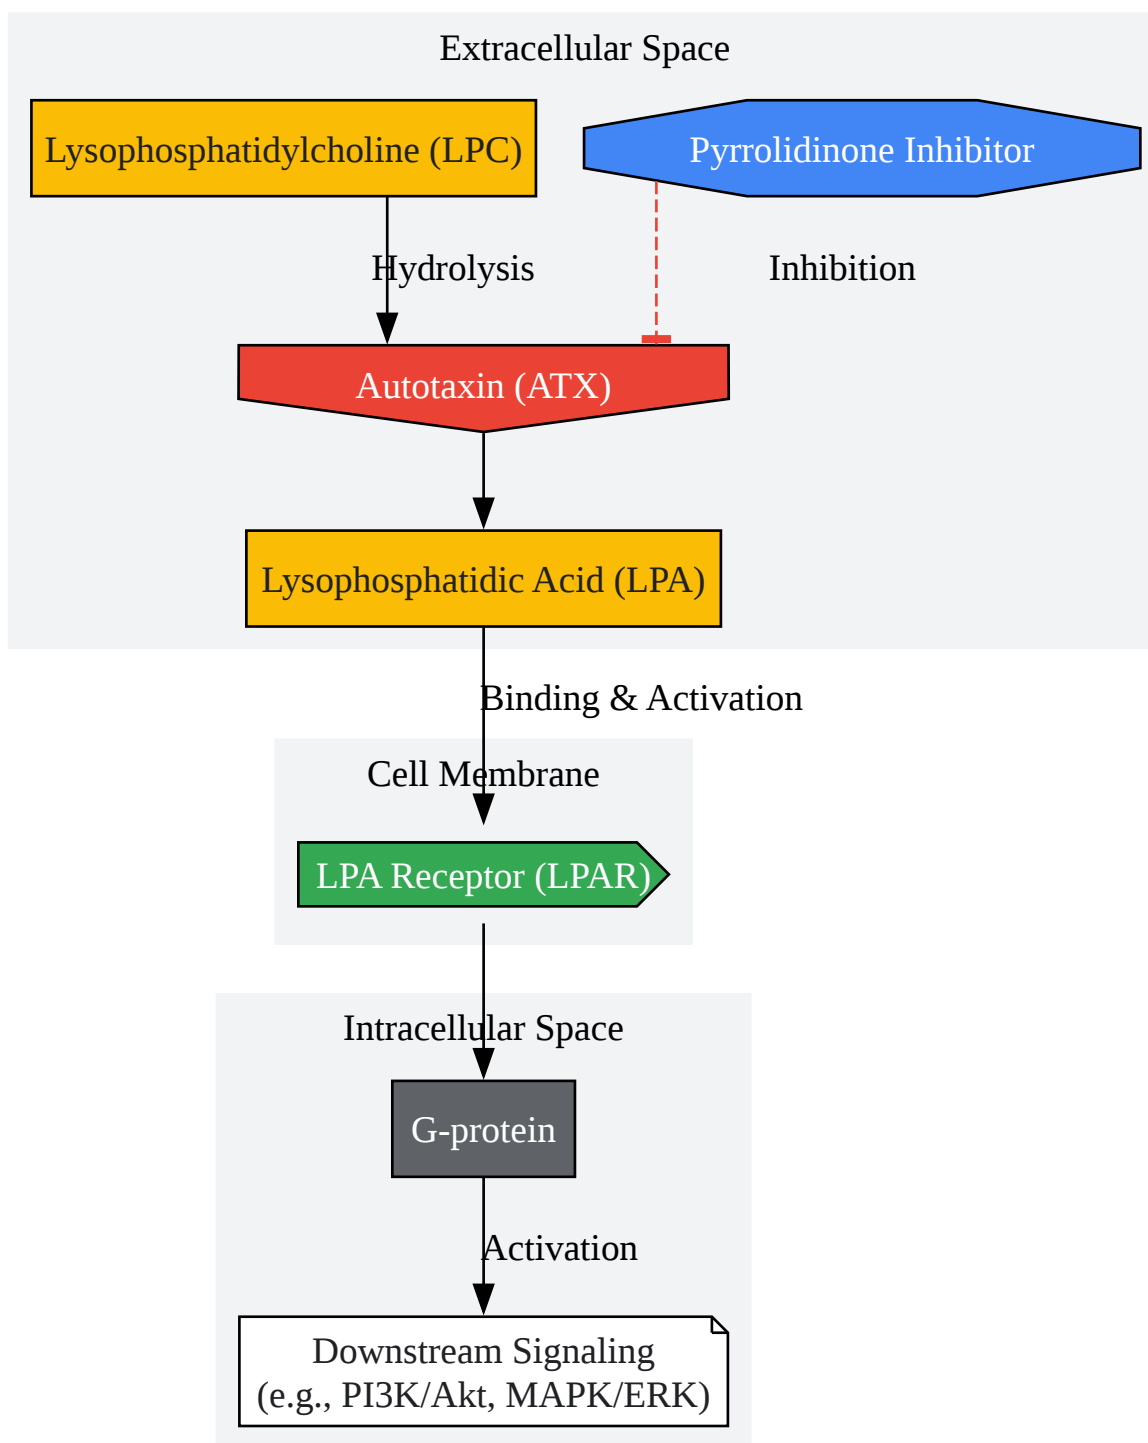 Extracellular Space
Lysophosphatidylcholine (LPC)
Pyrrolidinone Inhibitor
Hydrolysis
Inhibition
Autotaxin (ATX)
Lysophosphatidic Acid (LPA)
Binding & Activation
Cell Membrane
LPA Receptor (LPAR)
Intracellular Space
G-protein
Activation
Downstream Signaling
(e.g., PI3K/Akt, MAPK/ERK)